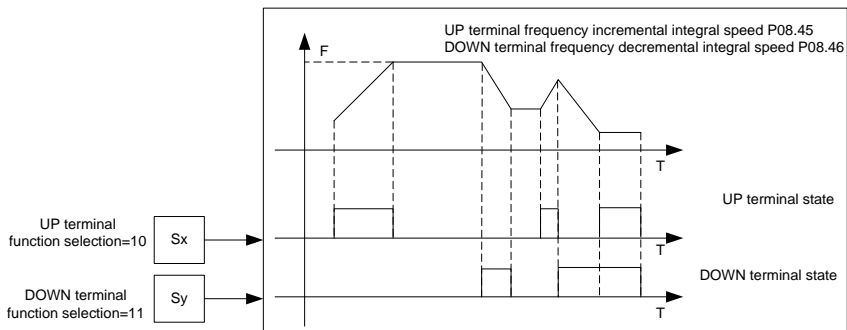 UP terminal frequency incremental integral speed P08.45
DOWN terminal frequency decremental integral speed P08.46
F
T
UP terminal state
UP terminal
function selection=10
Sx
T
DOWN terminal state
DOWN terminal
function selection=11
Sy
T